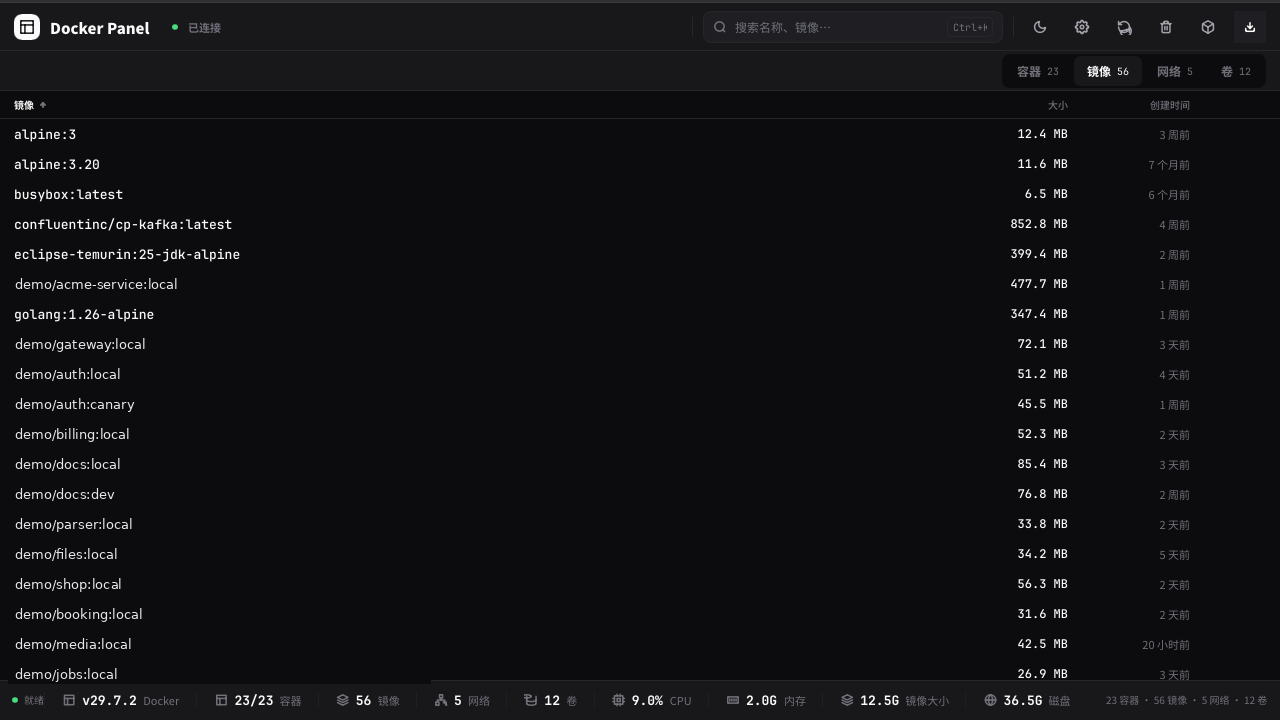 Docker Panel 已连接 搜索名称、镜像… Ctrl+K
容器 23 镜像 56 网络 5 卷 12
镜像 大小 创建时间
alpine:3 12.4 MB 3 周前
alpine:3.20 11.6 MB 7 个月前
busybox:latest 6.5 MB 6 个月前
confluentinc/cp-kafka:latest 852.8 MB 4 周前
eclipse-temurin:25-jdk-alpine 399.4 MB 2 周前
demo/acme-service:local 477.7 MB 1 周前
golang:1.26-alpine 347.4 MB 1 周前
demo/gateway:local 72.1 MB 3 天前
demo/auth:local 51.2 MB 4 天前
demo/auth:canary 45.5 MB 1 周前
demo/billing:local 52.3 MB 2 天前
demo/docs:local 85.4 MB 3 天前
demo/docs:dev 76.8 MB 2 周前
demo/parser:local 33.8 MB 2 天前
demo/files:local 34.2 MB 5 天前
demo/shop:local 56.3 MB 2 天前
demo/booking:local 31.6 MB 2 天前
demo/media:local 42.5 MB 20 小时前
demo/jobs:local 26.9 MB 3 天前
就绪 v29.7.2 Docker 23/23 容器 56 镜像 5 网络 12 卷 9.0% CPU 2.0G 内存 12.5G 镜像大小 36.5G 磁盘 23 容器 · 56 镜像 · 5 网络 · 12 卷